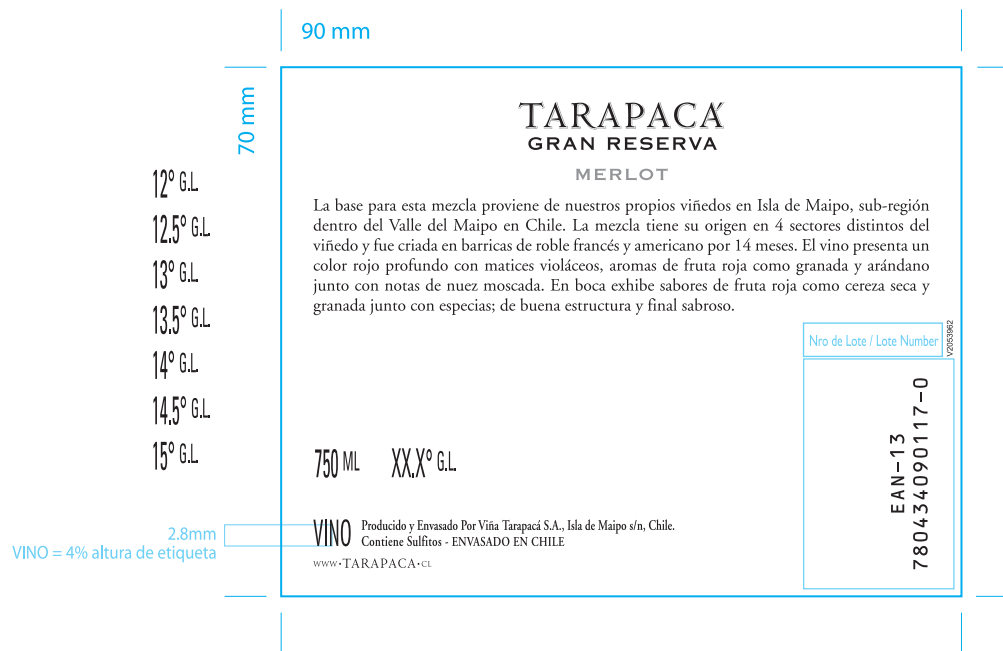 90 mm
70 mm
TARAPACÁ
GRAN RESERVA
MERLOT
La base para esta mezcla proviene de nuestros propios viñedos en Isla de Maipo, sub-región
dentro del Valle del Maipo en Chile. La mezcla tiene su origen en 4 sectores distintos del
viñedo y fue criada en barricas de roble francés y americano por 14 meses. El vino presenta un
color rojo profundo con matices violáceos, aromas de fruta roja como granada y arándano
junto con notas de nuez moscada. En boca exhibe sabores de fruta roja como cereza seca y
granada junto con especias; de buena estructura y final sabroso.
12° G.L.
12.5° G.L.
13° G.L.
13.5° G.L.
14° G.L.
14.5° G.L.
15° G.L.
Nro de Lote / Lote Number
V2053962
EAN-13
780434090117-0
750 ML XX.X° G.L.
2.8mm
VINO = 4% altura de etiqueta
VINO
Producido y Envasado Por Viña Tarapacá S.A., Isla de Maipo s/n, Chile.
Contiene Sulfitos - ENVASADO EN CHILE
WWW·TARAPACA·CL